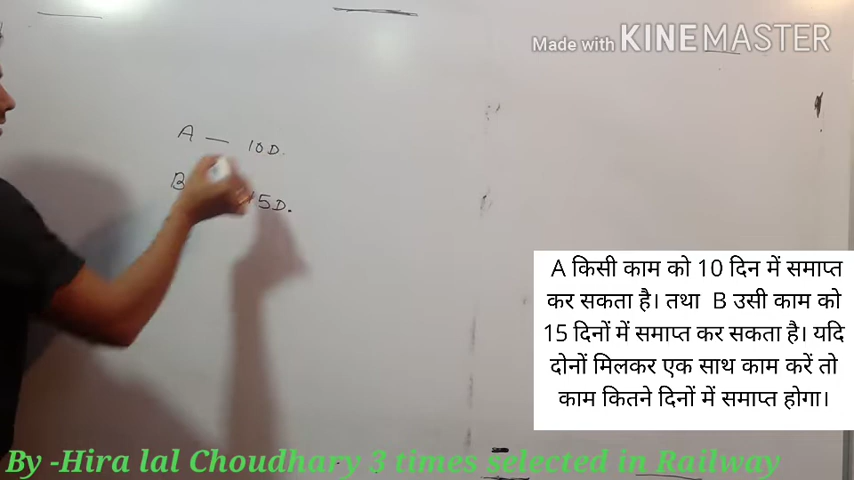 Made with KINEMASTER
A — 10D.
B 15D.
A किसी काम को 10 दिन में समाप्त
कर सकता है। तथा B उसी काम को
15 दिनों में समाप्त कर सकता है। यदि
दोनों मिलकर एक साथ काम करें तो
काम कितने दिनों में समाप्त होगा।
By -Hira lal Choudhary 3 times selected in Railway